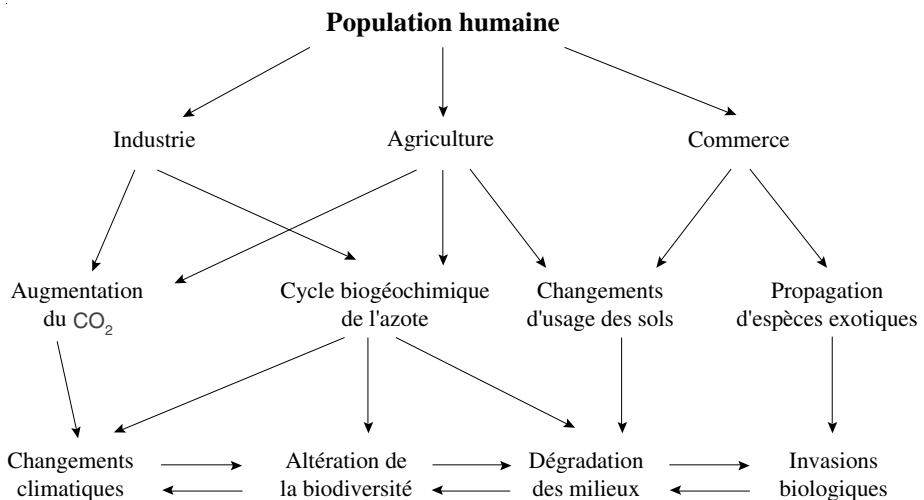 Population humaine
Industrie
Agriculture
Commerce
Augmentation
du CO₂
Cycle biogéochimique
de l'azote
Changements
d'usage des sols
Propagation
d'espèces exotiques
Changements
climatiques
Altération de
la biodiversité
Dégradation
des milieux
Invasions
biologiques